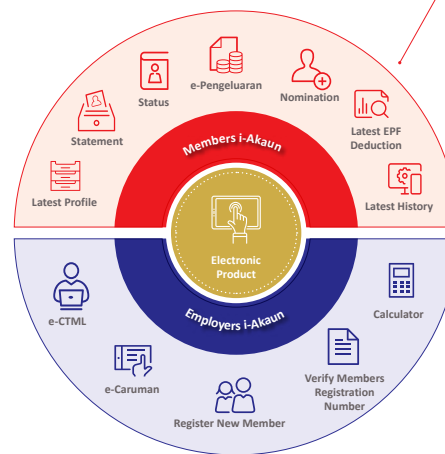 e-Pengeluaran
Status
Nomination
Statement
Latest EPF
Deduction
Latest Profile
Latest History
Members i-Akaun
Electronic
Product
Employers i-Akaun
e-CTML
Calculator
e-Caruman
Verify Members
Registration
Number
Register New Member